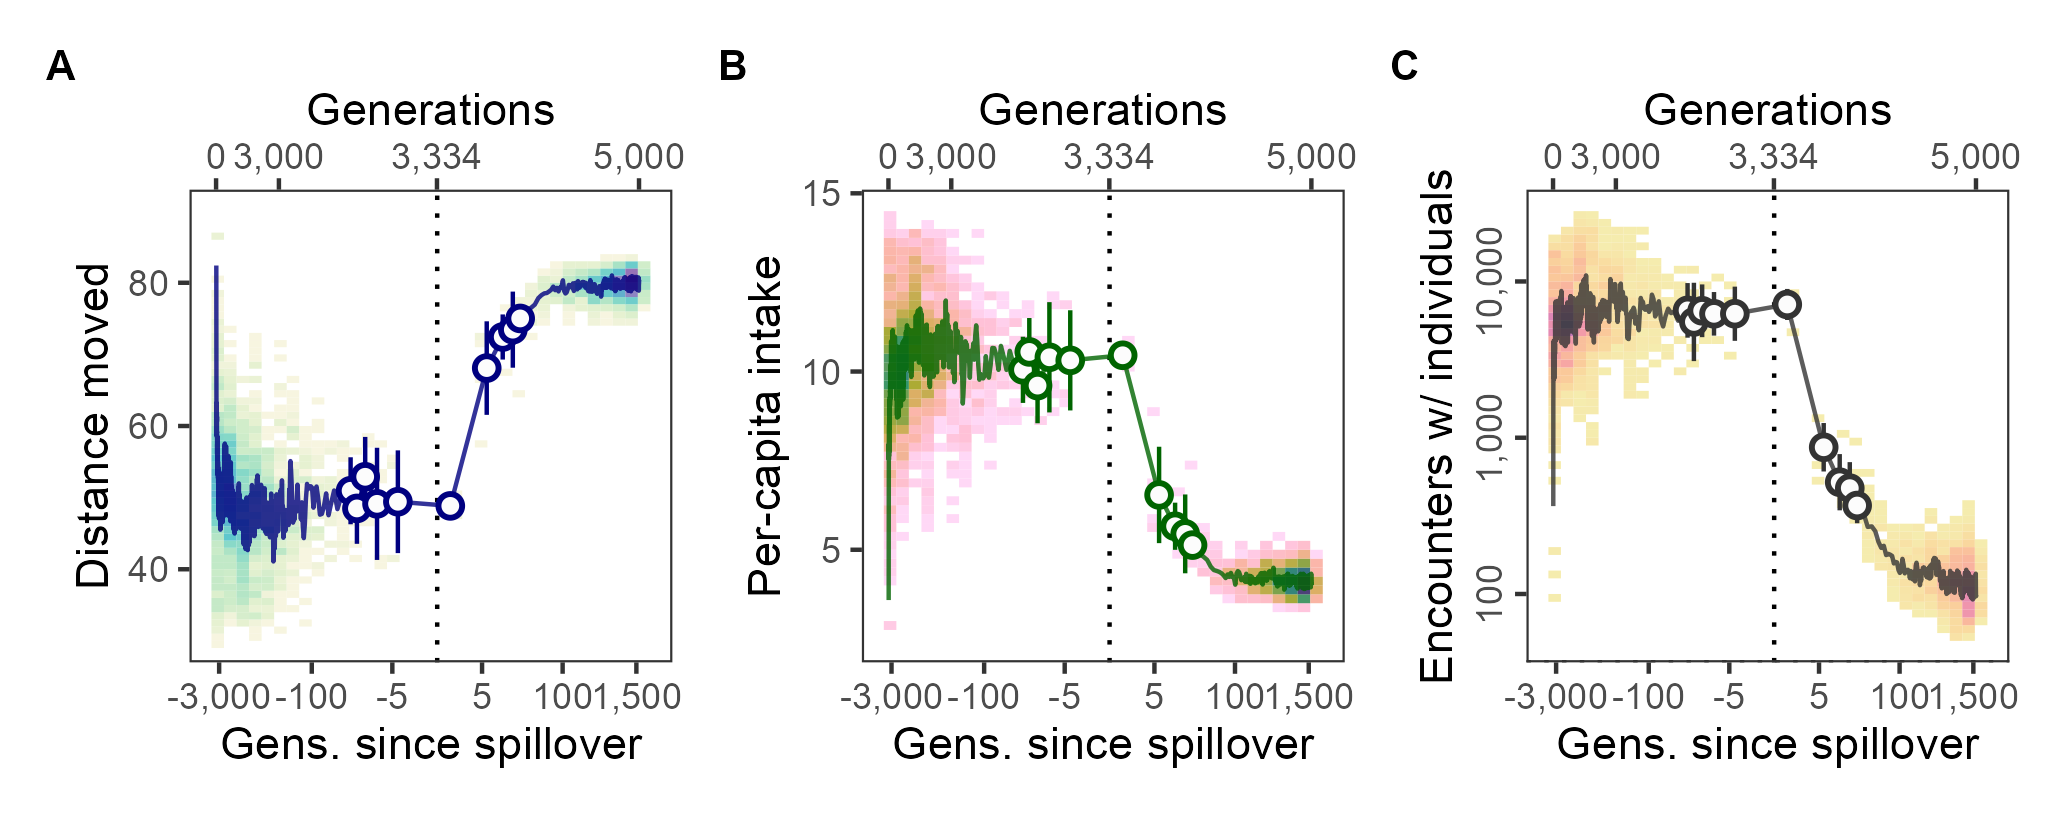 A
Generations
0 3,000 3,334 5,000
Distance moved
80
60
40
-3,000 -100 -5 5 100 1,500
Gens. since spillover
B
Generations
0 3,000 3,334 5,000
Per-capita intake
15
10
5
-3,000 -100 -5 5 100 1,500
Gens. since spillover
C
Generations
0 3,000 3,334 5,000
Encounters w/ individuals
10,000
1,000
100
-3,000 -100 -5 5 100 1,500
Gens. since spillover